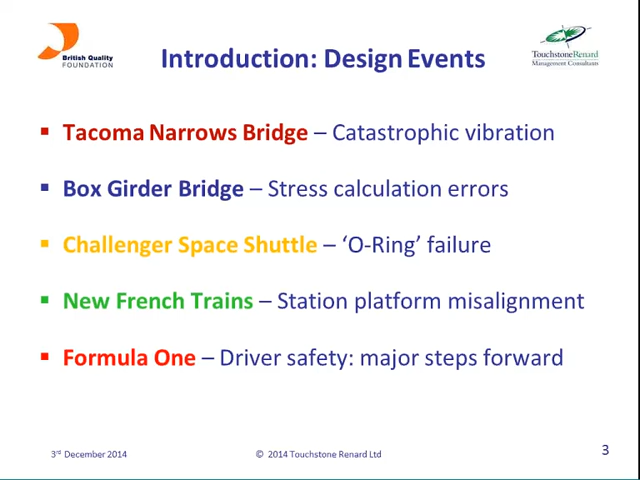 British Quality
FOUNDATION
Introduction: Design Events
TouchstoneRenard
Management Consultants
▪ Tacoma Narrows Bridge – Catastrophic vibration
▪ Box Girder Bridge – Stress calculation errors
▪ Challenger Space Shuttle – ‘O-Ring’ failure
▪ New French Trains – Station platform misalignment
▪ Formula One – Driver safety: major steps forward
3rd December 2014
© 2014 Touchstone Renard Ltd
3